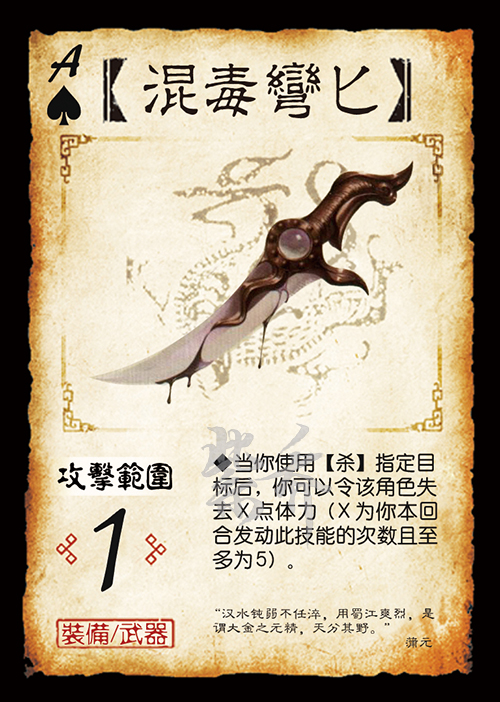 A
【混毒彎匕】
攻擊範圍
1
裝備/武器
◆当你使用【杀】指定目
标后，你可以令该角色失
去X点体力（X为你本回
合发动此技能的次数且至
多为5）。
“汉水钝弱不任淬，用蜀江爽烈，是
谓大金之元精，天分其野。”
蒲元